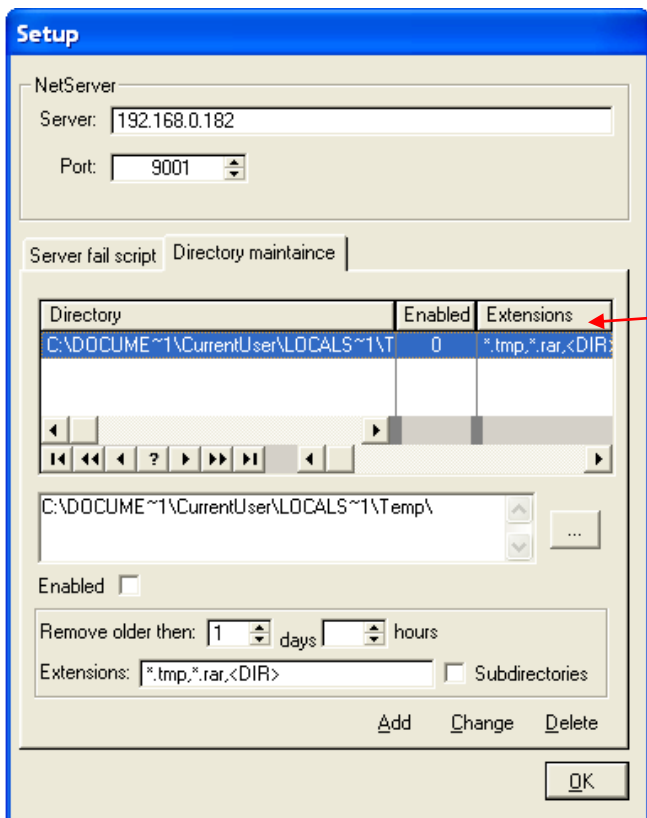 Setup
NetServer
Server: 192.168.0.182
Port: 9001
Server fail script Directory maintaince
Directory Enabled Extensions
C:\DOCUME~1\CurrentUser\LOCALS~1\T 0 *.tmp,*.rar,<DIR>
?
C:\DOCUME~1\CurrentUser\LOCALS~1\Temp\
...
Enabled
Remove older then: 1 days hours
Extensions: *.tmp,*.rar,<DIR> Subdirectories
Add Change Delete
OK